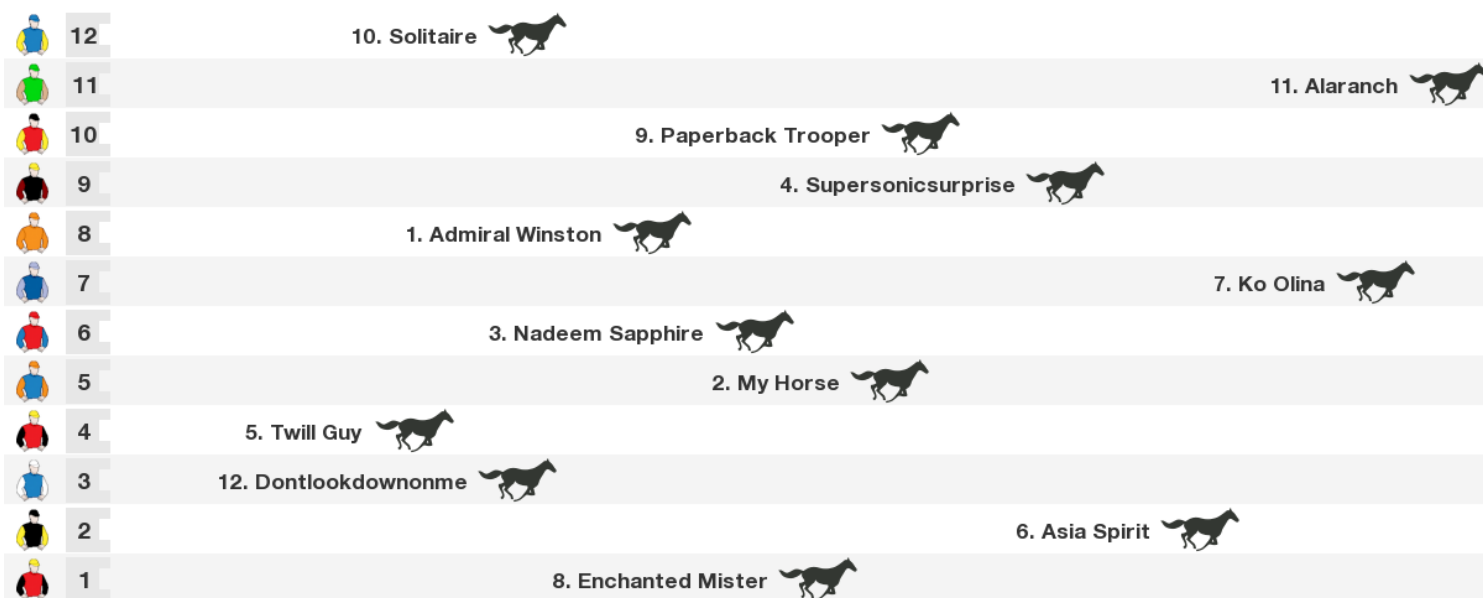 12 10. Solitaire
11 11. Alaranch
10 9. Paperback Trooper
9 4. Supersonicsurprise
8 1. Admiral Winston
7 7. Ko Olina
6 3. Nadeem Sapphire
5 2. My Horse
4 5. Twill Guy
3 12. Dontlookdownonme
2 6. Asia Spirit
1 8. Enchanted Mister